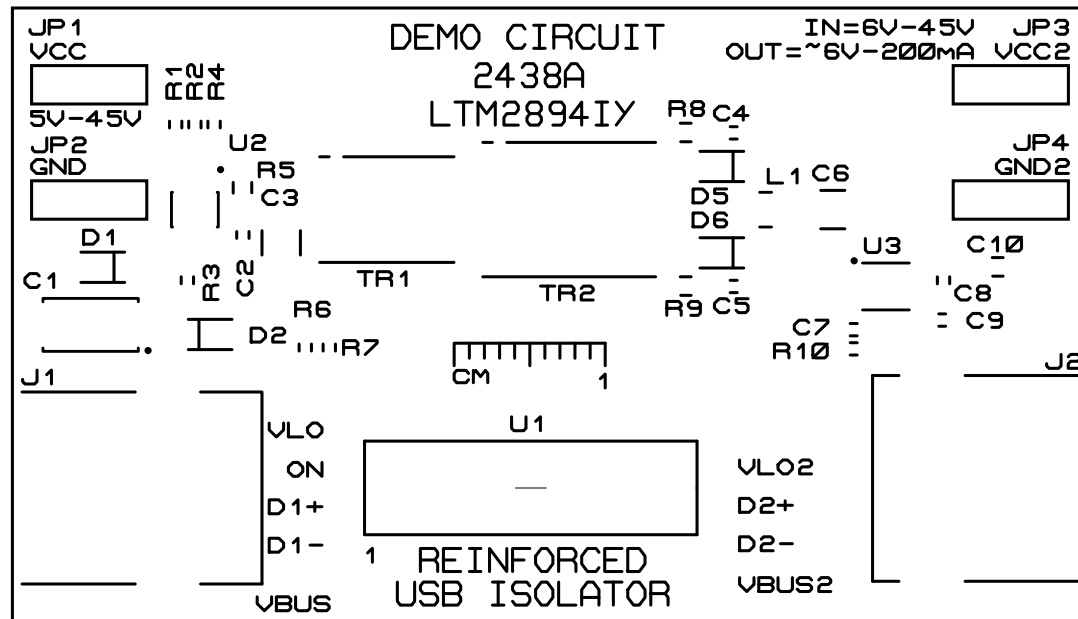 JP1
VCC
5V-45V
JP2
GND
R1
R2
R4
DEMO CIRCUIT
2438A
LTM2894IY
IN=6V-45V
OUT=~6V-200mA
JP3
VCC2
JP4
GND2
U2
R5
C3
R8
C4
D5
D6
L1
C6
D1
C1
R3
C2
TR1
TR2
R9
C5
U3
C10
C8
C9
R6
D2
R7
C7
R10
CM
1
J1
J2
VLO
ON
D1+
D1-
VBUS
U1
1
REINFORCED
USB ISOLATOR
VLO2
D2+
D2-
VBUS2